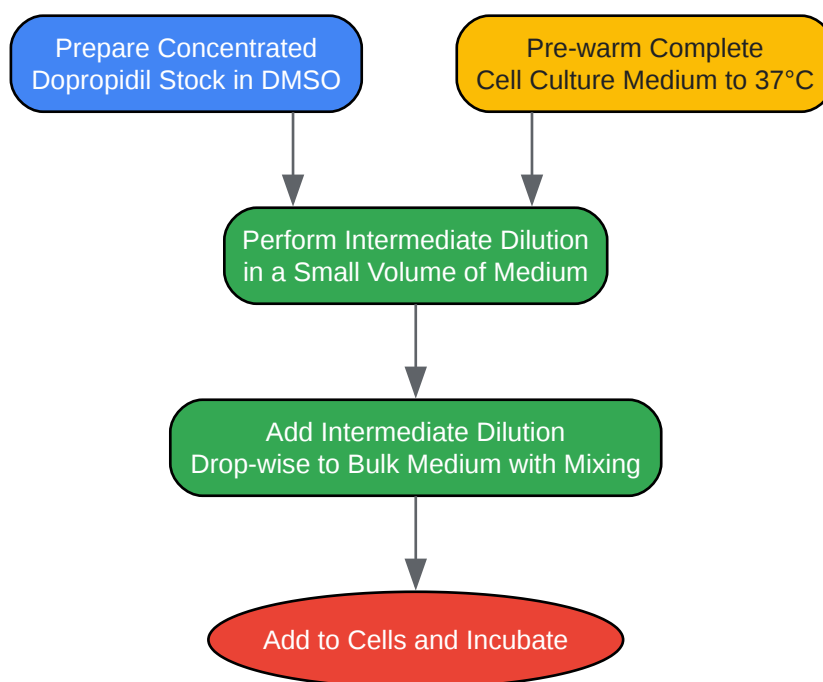 Prepare Concentrated
Dopropidil Stock in DMSO
Pre-warm Complete
Cell Culture Medium to 37°C
Perform Intermediate Dilution
in a Small Volume of Medium
Add Intermediate Dilution
Drop-wise to Bulk Medium with Mixing
Add to Cells and Incubate